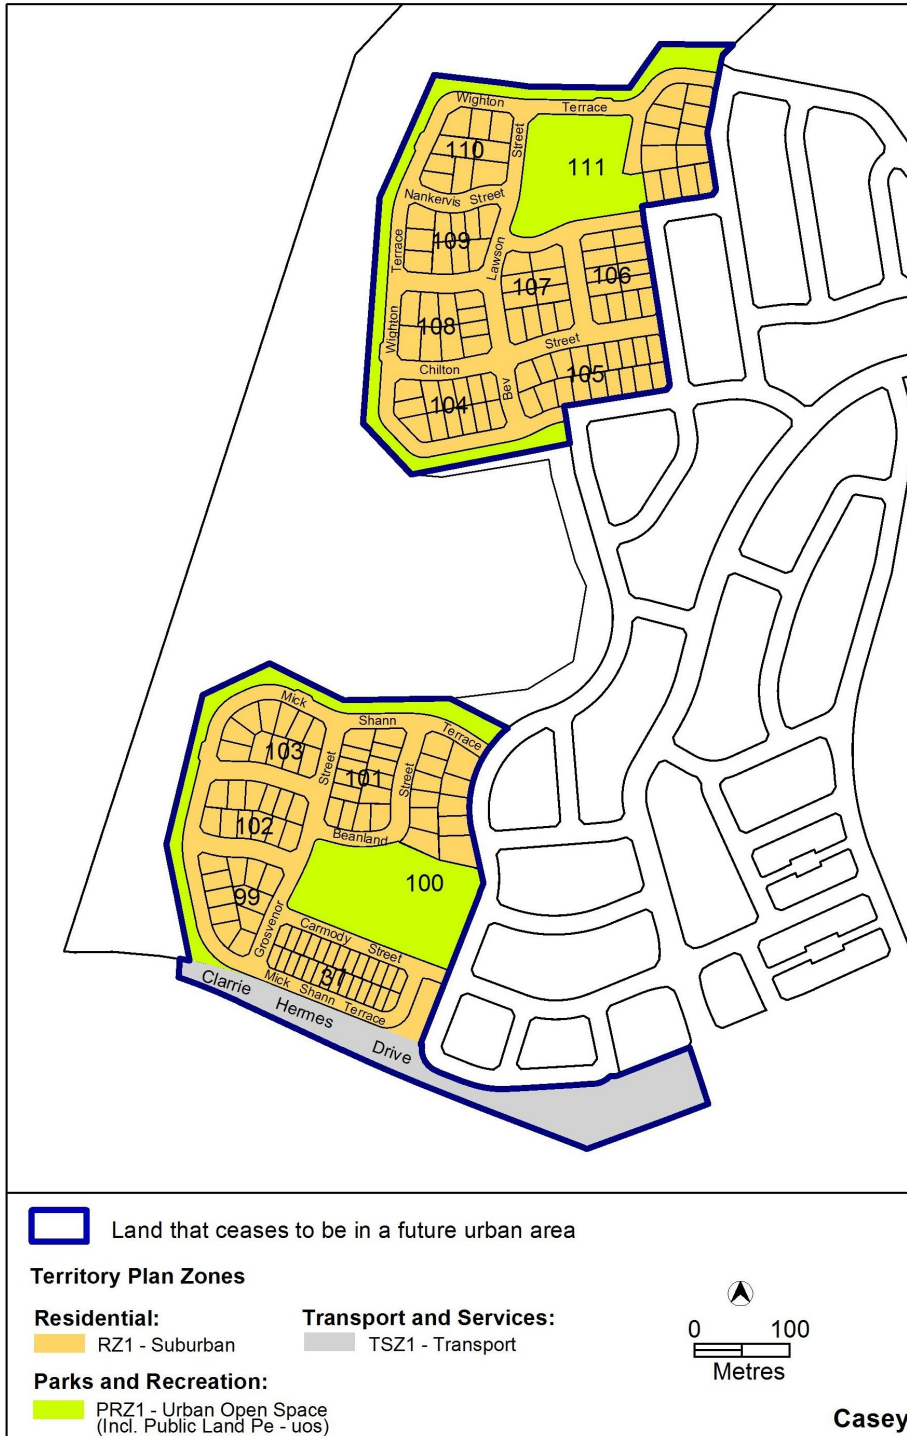 Wighton
Terrace
Street
110
111
Nankervis Street
Terrace
109
Lawson
107
106
Wighton
108
Street
Chilton
105
Bev
104
Mick
Shann
Terrace
103
Street
101
Street
102
Beanland
100
99
Grosvenor
Carmody Street
37
Mick Shann Terrace
Clarrie Hermes Drive
Land that ceases to be in a future urban area
Territory Plan Zones
Residential:
RZ1 - Suburban
Transport and Services:
TSZ1 - Transport
Parks and Recreation:
PRZ1 - Urban Open Space
(Incl. Public Land Pe - uos)
0 100
Metres
Casey